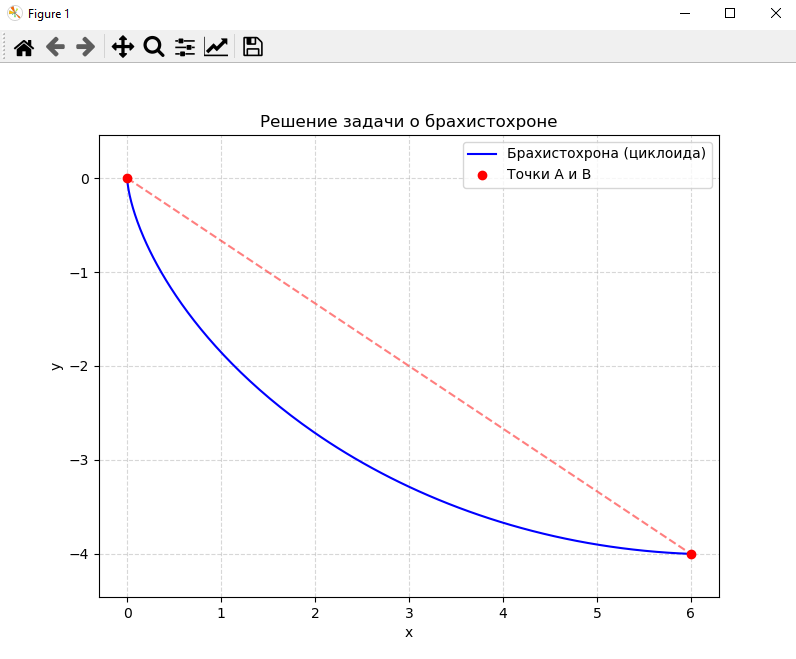 Figure 1
Решение задачи о брахистохроне
Брахистохрона (циклоида)
Точки A и B
0
−1
−2
−3
−4
y
0 1 2 3 4 5 6
x